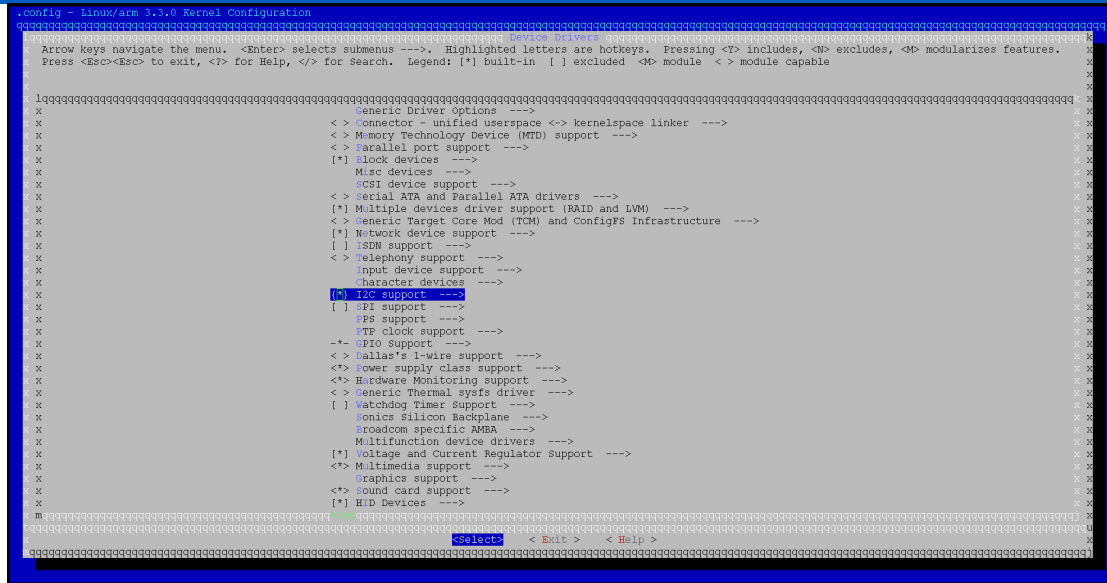 .config - Linux/arm 3.3.0 Kernel Configuration
Device Drivers
Arrow keys navigate the menu.  <Enter> selects submenus --->.  Highlighted letters are hotkeys.  Pressing <Y> includes, <N> excludes, <M> modularizes features.
Press <Esc><Esc> to exit, <?> for Help, </> for Search.  Legend: [*] built-in  [ ] excluded  <M> module  < > module capable
Generic Driver Options  --->
< > Connector - unified userspace <-> kernelspace linker  --->
< > Memory Technology Device (MTD) support  --->
< > Parallel port support  --->
[*] Block devices  --->
Misc devices  --->
SCSI device support  --->
< > Serial ATA and Parallel ATA drivers  --->
[*] Multiple devices driver support (RAID and LVM)  --->
< > Generic Target Core Mod (TCM) and ConfigFS Infrastructure  --->
[*] Network device support  --->
[ ] ISDN support  --->
< > Telephony support  --->
Input device support  --->
Character devices  --->
{*} I2C support  --->
[ ] SPI support  --->
PPS support  --->
PTP clock support  --->
-*- GPIO Support  --->
< > Dallas's 1-wire support  --->
<*> Power supply class support  --->
<*> Hardware Monitoring support  --->
< > Generic Thermal sysfs driver  --->
[ ] Watchdog Timer Support  --->
Sonics Silicon Backplane  --->
Broadcom specific AMBA  --->
Multifunction device drivers  --->
[*] Voltage and Current Regulator Support  --->
<*> Multimedia support  --->
Graphics support  --->
<*> Sound card support  --->
[*] HID Devices  --->
<Select>    < Exit >    < Help >